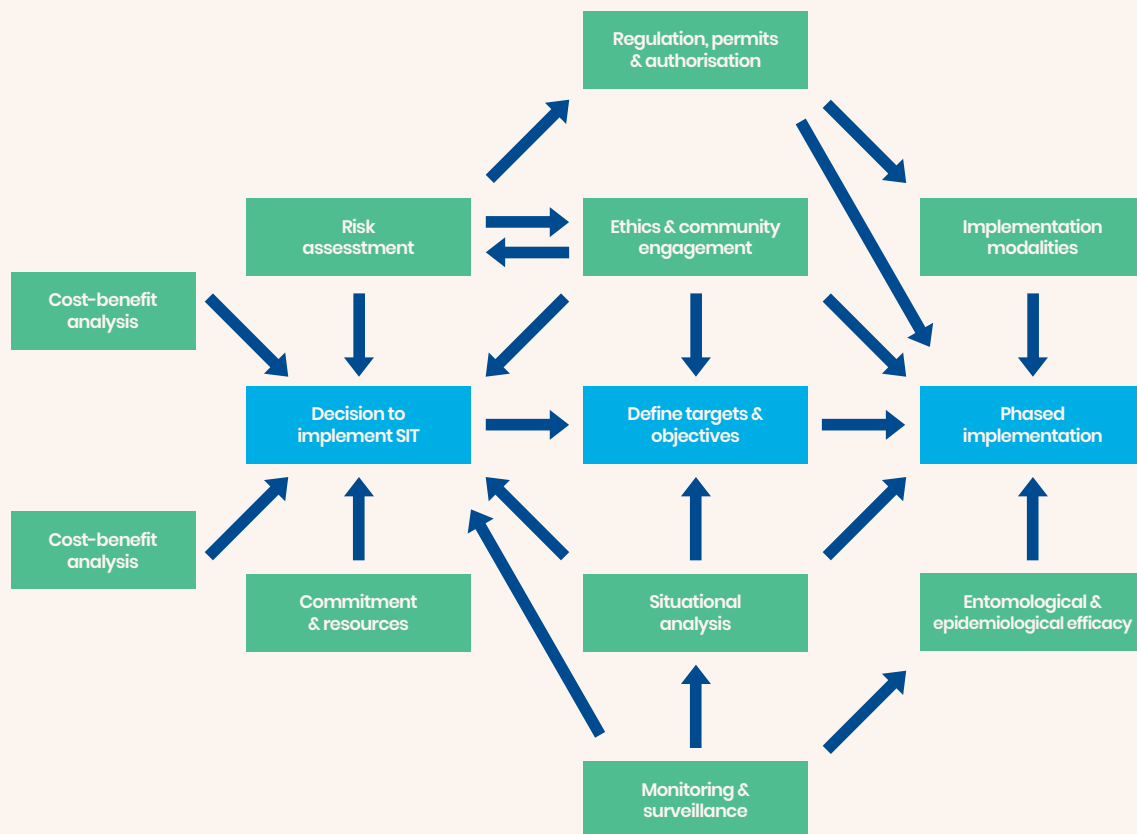 Regulation, permits
& authorisation
Risk
assesstment
Ethics & community
engagement
Implementation
modalities
Cost-benefit
analysis
Decision to
implement SIT
Define targets &
objectives
Phased
implementation
Cost-benefit
analysis
Commitment
& resources
Situational
analysis
Entomological &
epidemiological efficacy
Monitoring &
surveillance